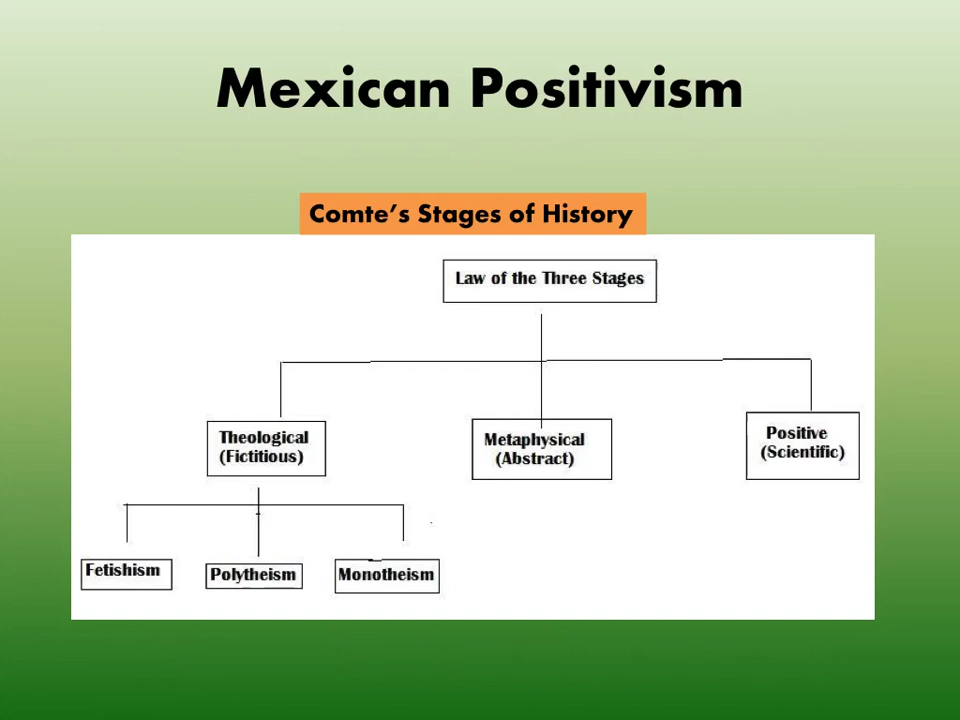 Mexican Positivism
Comte's Stages of History
Law of the Three Stages
Theological
(Fictitious)
Metaphysical
(Abstract)
Positive
(Scientific)
Fetishism
Polytheism
Monotheism